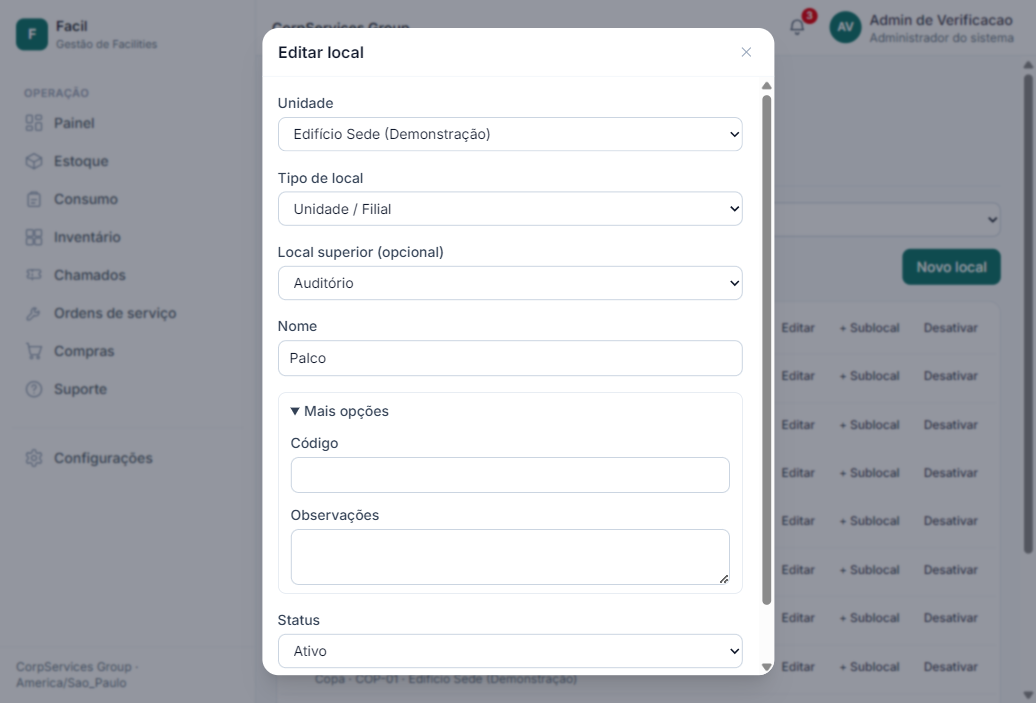 F
Facil
Gestão de Facilities
OPERAÇÃO
Painel
Estoque
Consumo
Inventário
Chamados
Ordens de serviço
Compras
Suporte
Configurações
CorpServices Group ·
America/Sao_Paulo
CorpServices Group
3
AV
Admin de Verificacao
Administrador do sistema
Novo local
Editar + Sublocal Desativar
Editar + Sublocal Desativar
Editar + Sublocal Desativar
Editar + Sublocal Desativar
Editar + Sublocal Desativar
Editar + Sublocal Desativar
Editar + Sublocal Desativar
Editar + Sublocal Desativar
Copa · COP-01 · Edifício Sede (Demonstração)
Editar local
Unidade
Edifício Sede (Demonstração)
Tipo de local
Unidade / Filial
Local superior (opcional)
Auditório
Nome
Palco
▼ Mais opções
Código
Observações
Status
Ativo